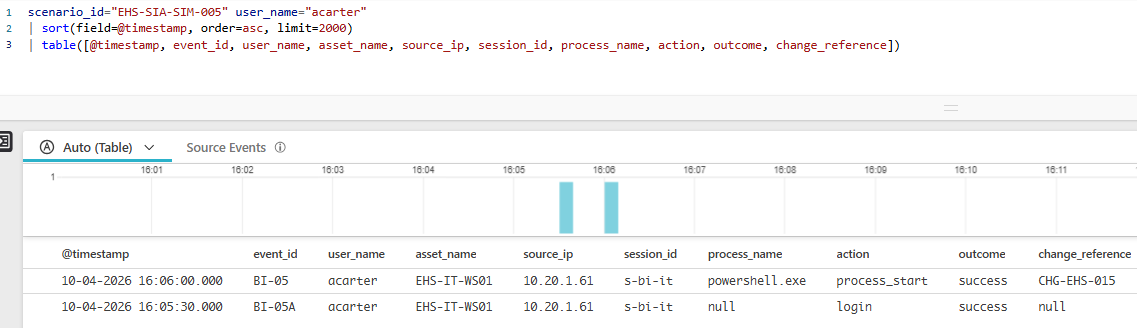 1 scenario_id="EHS-SIA-SIM-005" user_name="acarter"
2 | sort(field=@timestamp, order=asc, limit=2000)
3 | table([@timestamp, event_id, user_name, asset_name, source_ip, session_id, process_name, action, outcome, change_reference])
Auto (Table) Source Events
16:01 16:02 16:03 16:04 16:05 16:06 16:07 16:08 16:09 16:10 16:11
1
@timestamp event_id user_name asset_name source_ip session_id process_name action outcome change_reference
10-04-2026 16:06:00.000 BI-05 acarter EHS-IT-WS01 10.20.1.61 s-bi-it powershell.exe process_start success CHG-EHS-015
10-04-2026 16:05:30.000 BI-05A acarter EHS-IT-WS01 10.20.1.61 s-bi-it null login success null